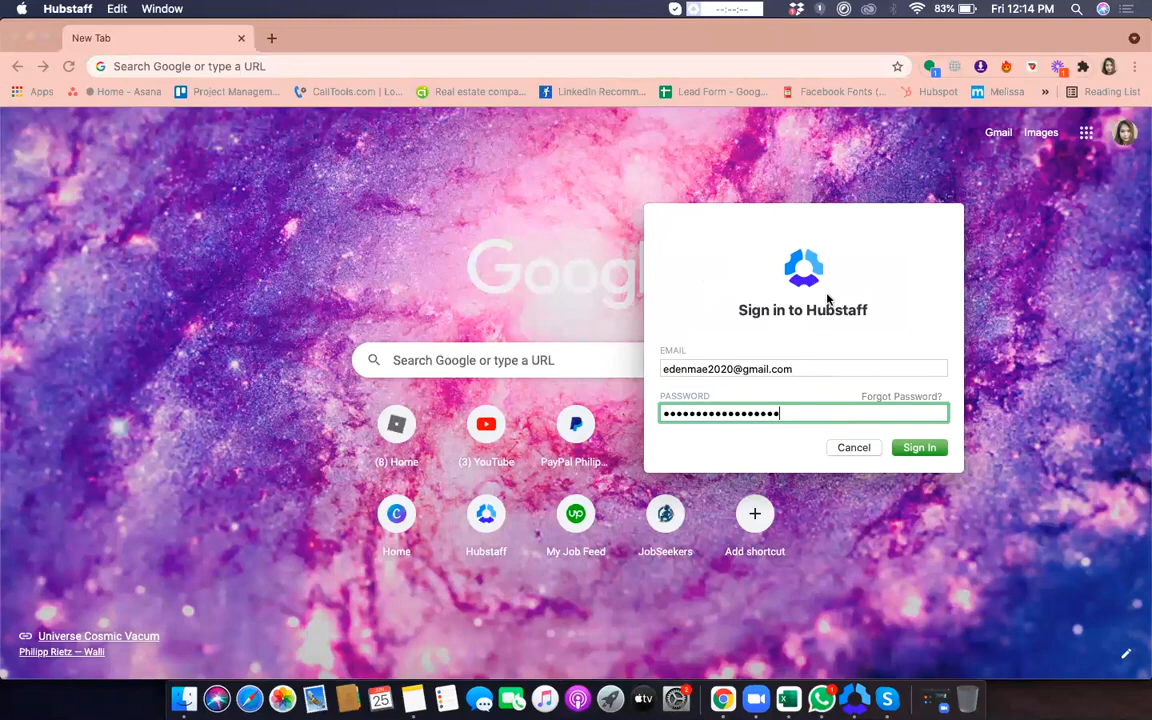 Hubstaff Edit Window --:--:-- 83% Fri 12:14 PM
New Tab
Search Google or type a URL
Apps Home - Asana Project Managem... CallTools.com | Lo... Real estate compa... LinkedIn Recomm... Lead Form - Goog... Facebook Fonts (... Hubspot Melissa » Reading List
Gmail Images
Googl
Search Google or type a URL
(8) Home (3) YouTube PayPal Philip...
Home Hubstaff My Job Feed JobSeekers Add shortcut
Sign in to Hubstaff
EMAIL
edenmae2020@gmail.com
PASSWORD Forgot Password?
••••••••••••••••••
Cancel Sign In
Universe Cosmic Vacum
Philipp Rietz — Walli